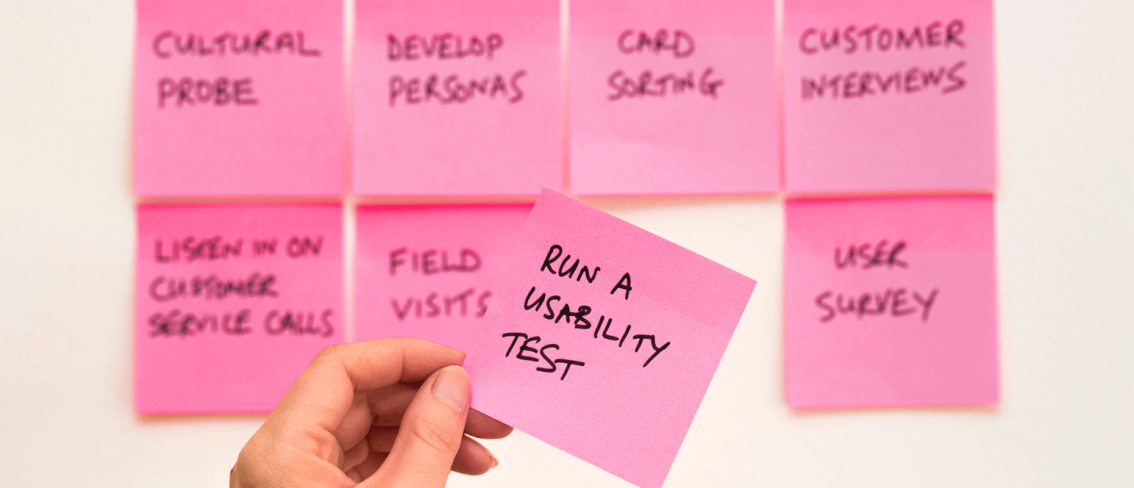 CULTURAL
PROBE
DEVELOP
PERSONAS
CARD
SORTING
CUSTOMER
INTERVIEWS
LISTEN IN ON
CUSTOMER
SERVICE CALLS
FIELD
VISITS
RUN A
USABILITY
TEST
USER
SURVEY